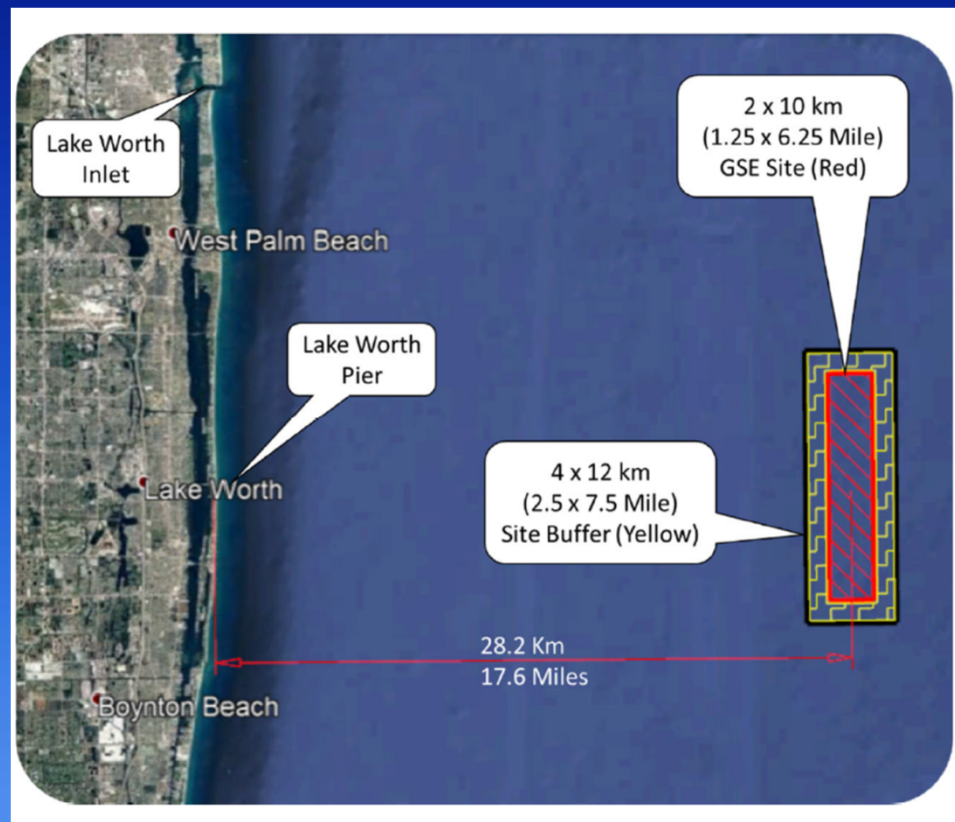 Lake Worth
Inlet
2 x 10 km
(1.25 x 6.25 Mile)
GSE Site (Red)
West Palm Beach
Lake Worth
Pier
4 x 12 km
(2.5 x 7.5 Mile)
Site Buffer (Yellow)
Lake Worth
28.2 Km
17.6 Miles
Boynton Beach